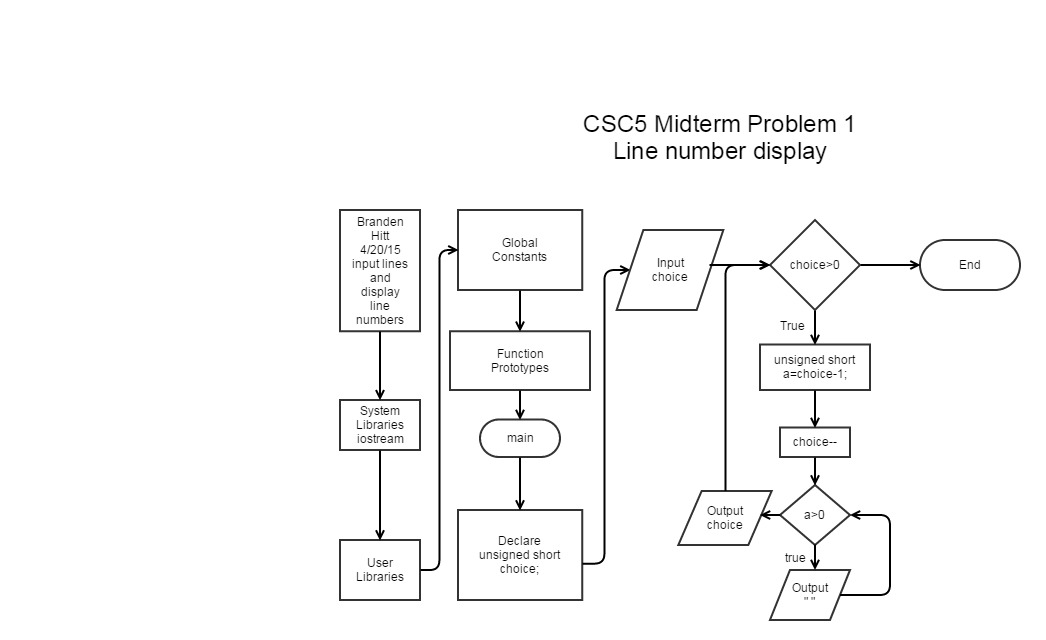 CSC5 Midterm Problem 1
Line number display
Branden
Hitt
4/20/15
input lines
and
display
line
numbers
System
Libraries
iostream
User
Libraries
Global
Constants
Function
Prototypes
main
Declare
unsigned short
choice;
Input
choice
choice>0
End
True
unsigned short
a=choice-1;
choice--
a>0
Output
choice
true
Output
" "